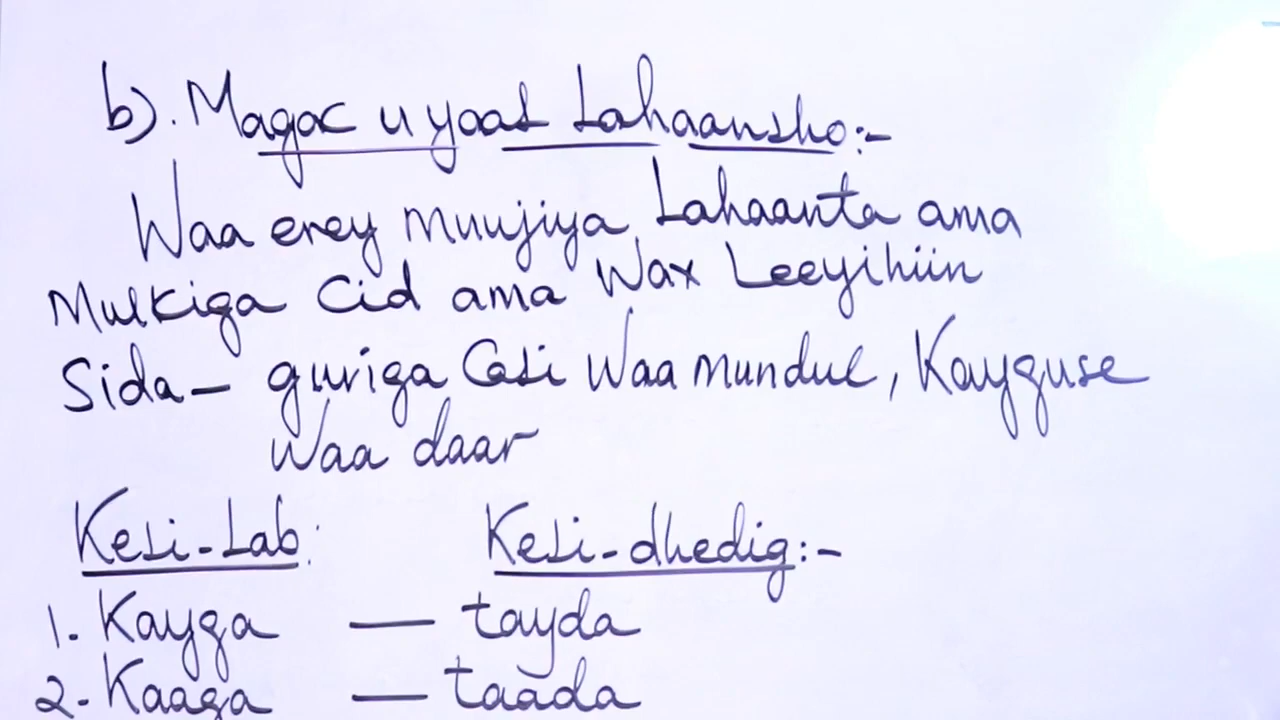 b). Magac u yaal Lahaansho:-
Waa erey muujiya Lahaanta ama
Mulkiga Cid ama Wax Leeyihiin
Sida- guriga Cali Waa mundul, Kayguse
Waa daar
Keli-Lab: Keli-dhedig:-
1. Kayga — tayda
2. Kaaga — taada